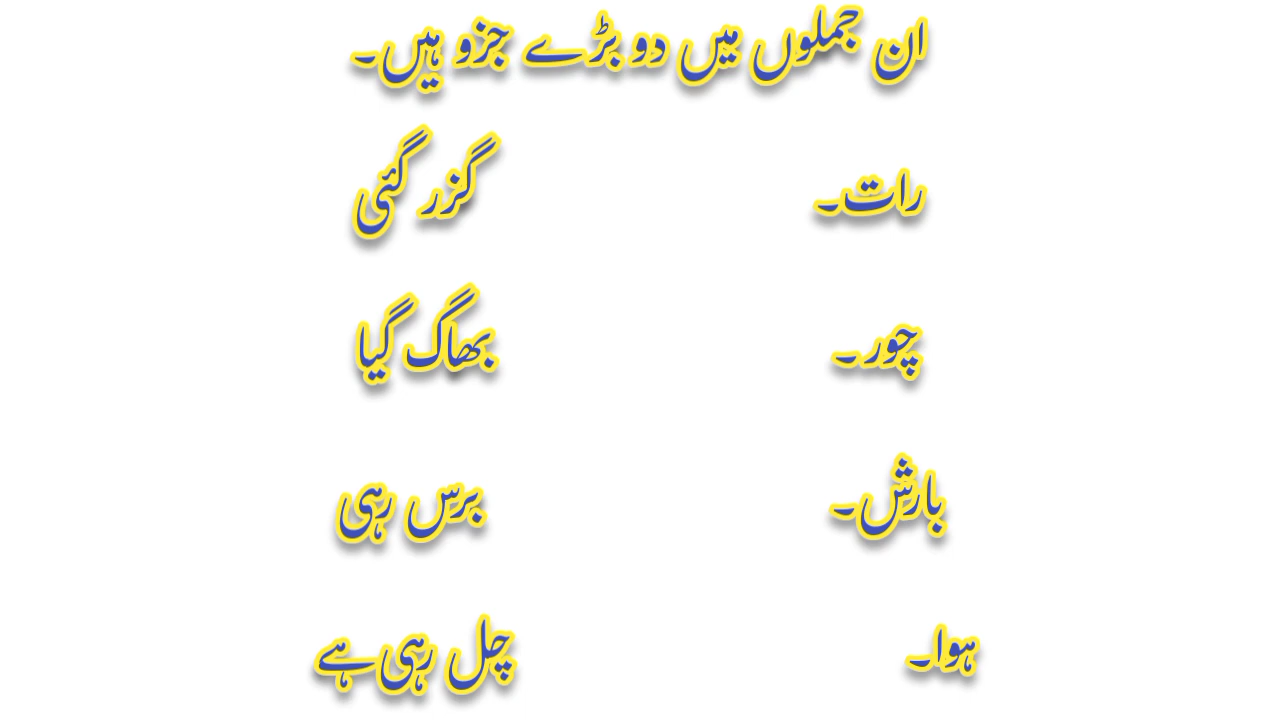 ان جملوں میں دو بڑے جزو ہیں۔
رات۔ گزر گئی
چور ۔ بھاگ گیا
بارش۔ برس رہی
ہوا۔ چل رہی ہے